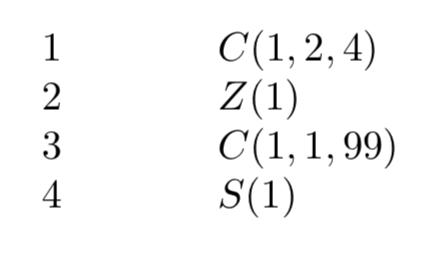 1 C(1, 2, 4)
2 Z(1)
3 C(1, 1, 99)
4 S(1)